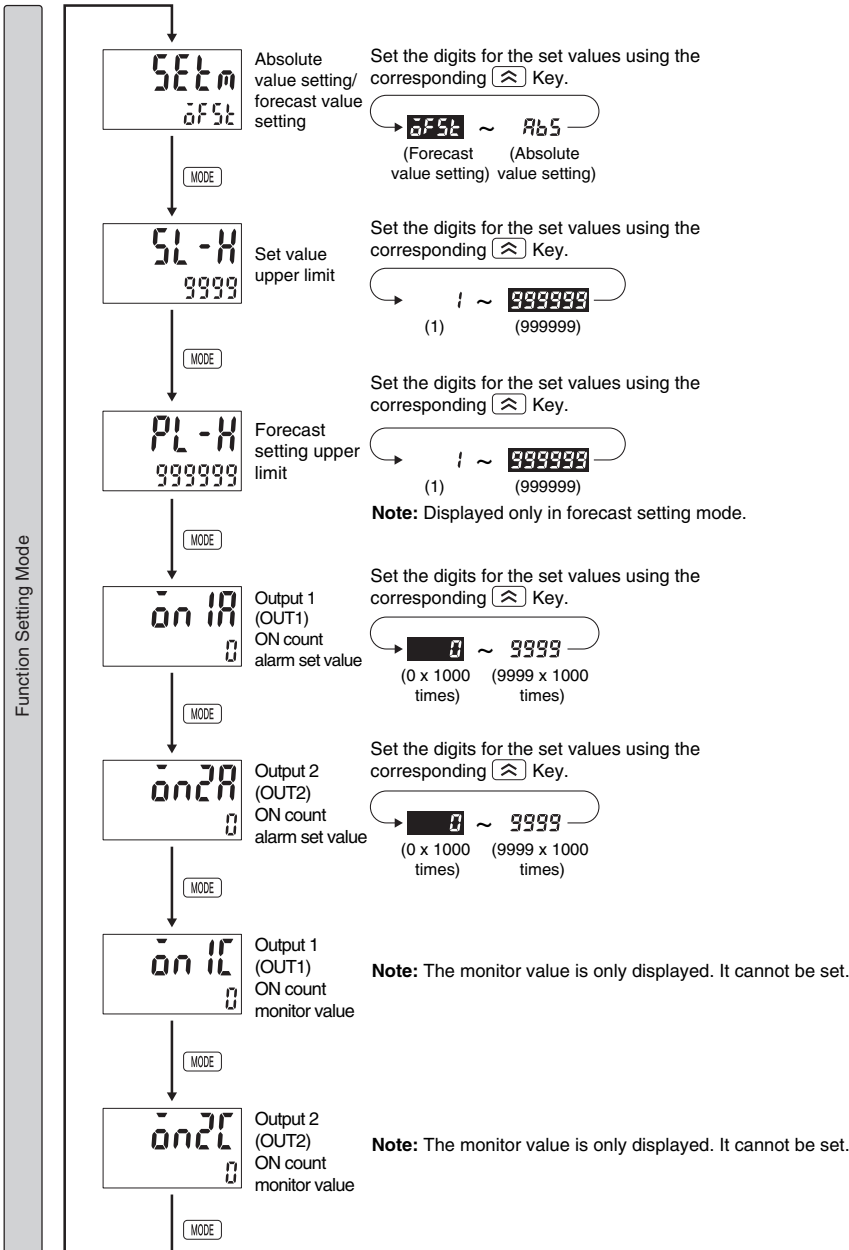 Function Setting Mode
SEtm
oFSt
Absolute
value setting/
forecast value
setting
Set the digits for the set values using the
corresponding Key.
oFSt ~ AbS
(Forecast (Absolute
value setting) value setting)
MODE
SL-H
9999
Set value
upper limit
Set the digits for the set values using the
corresponding Key.
1 ~ 999999
(1) (999999)
MODE
PL-H
999999
Forecast
setting upper
limit
Set the digits for the set values using the
corresponding Key.
1 ~ 999999
(1) (999999)
Note: Displayed only in forecast setting mode.
MODE
on1A
0
Output 1
(OUT1)
ON count
alarm set value
Set the digits for the set values using the
corresponding Key.
0 ~ 9999
(0 x 1000 (9999 x 1000
times) times)
MODE
on2A
0
Output 2
(OUT2)
ON count
alarm set value
Set the digits for the set values using the
corresponding Key.
0 ~ 9999
(0 x 1000 (9999 x 1000
times) times)
MODE
on1C
0
Output 1
(OUT1)
ON count
monitor value
Note: The monitor value is only displayed. It cannot be set.
MODE
on2C
0
Output 2
(OUT2)
ON count
monitor value
Note: The monitor value is only displayed. It cannot be set.
MODE